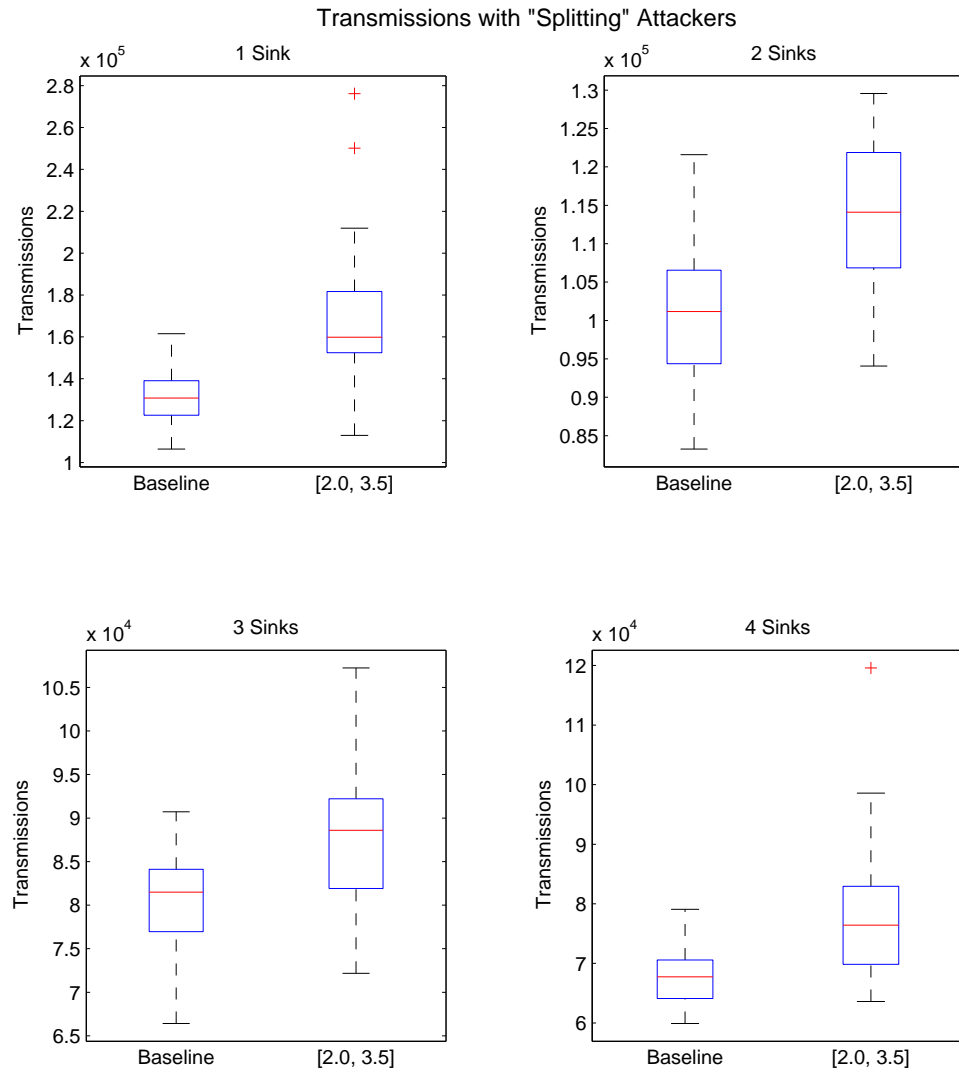 Transmissions with "Splitting" Attackers
x 10^5
1 Sink
2.8
2.6
2.4
2.2
2
1.8
1.6
1.4
1.2
1
Transmissions
Baseline
[2.0, 3.5]
x 10^5
2 Sinks
1.3
1.25
1.2
1.15
1.1
1.05
1
0.95
0.9
0.85
Transmissions
Baseline
[2.0, 3.5]
x 10^4
3 Sinks
10.5
10
9.5
9
8.5
8
7.5
7
6.5
Transmissions
Baseline
[2.0, 3.5]
x 10^4
4 Sinks
12
11
10
9
8
7
6
Transmissions
Baseline
[2.0, 3.5]